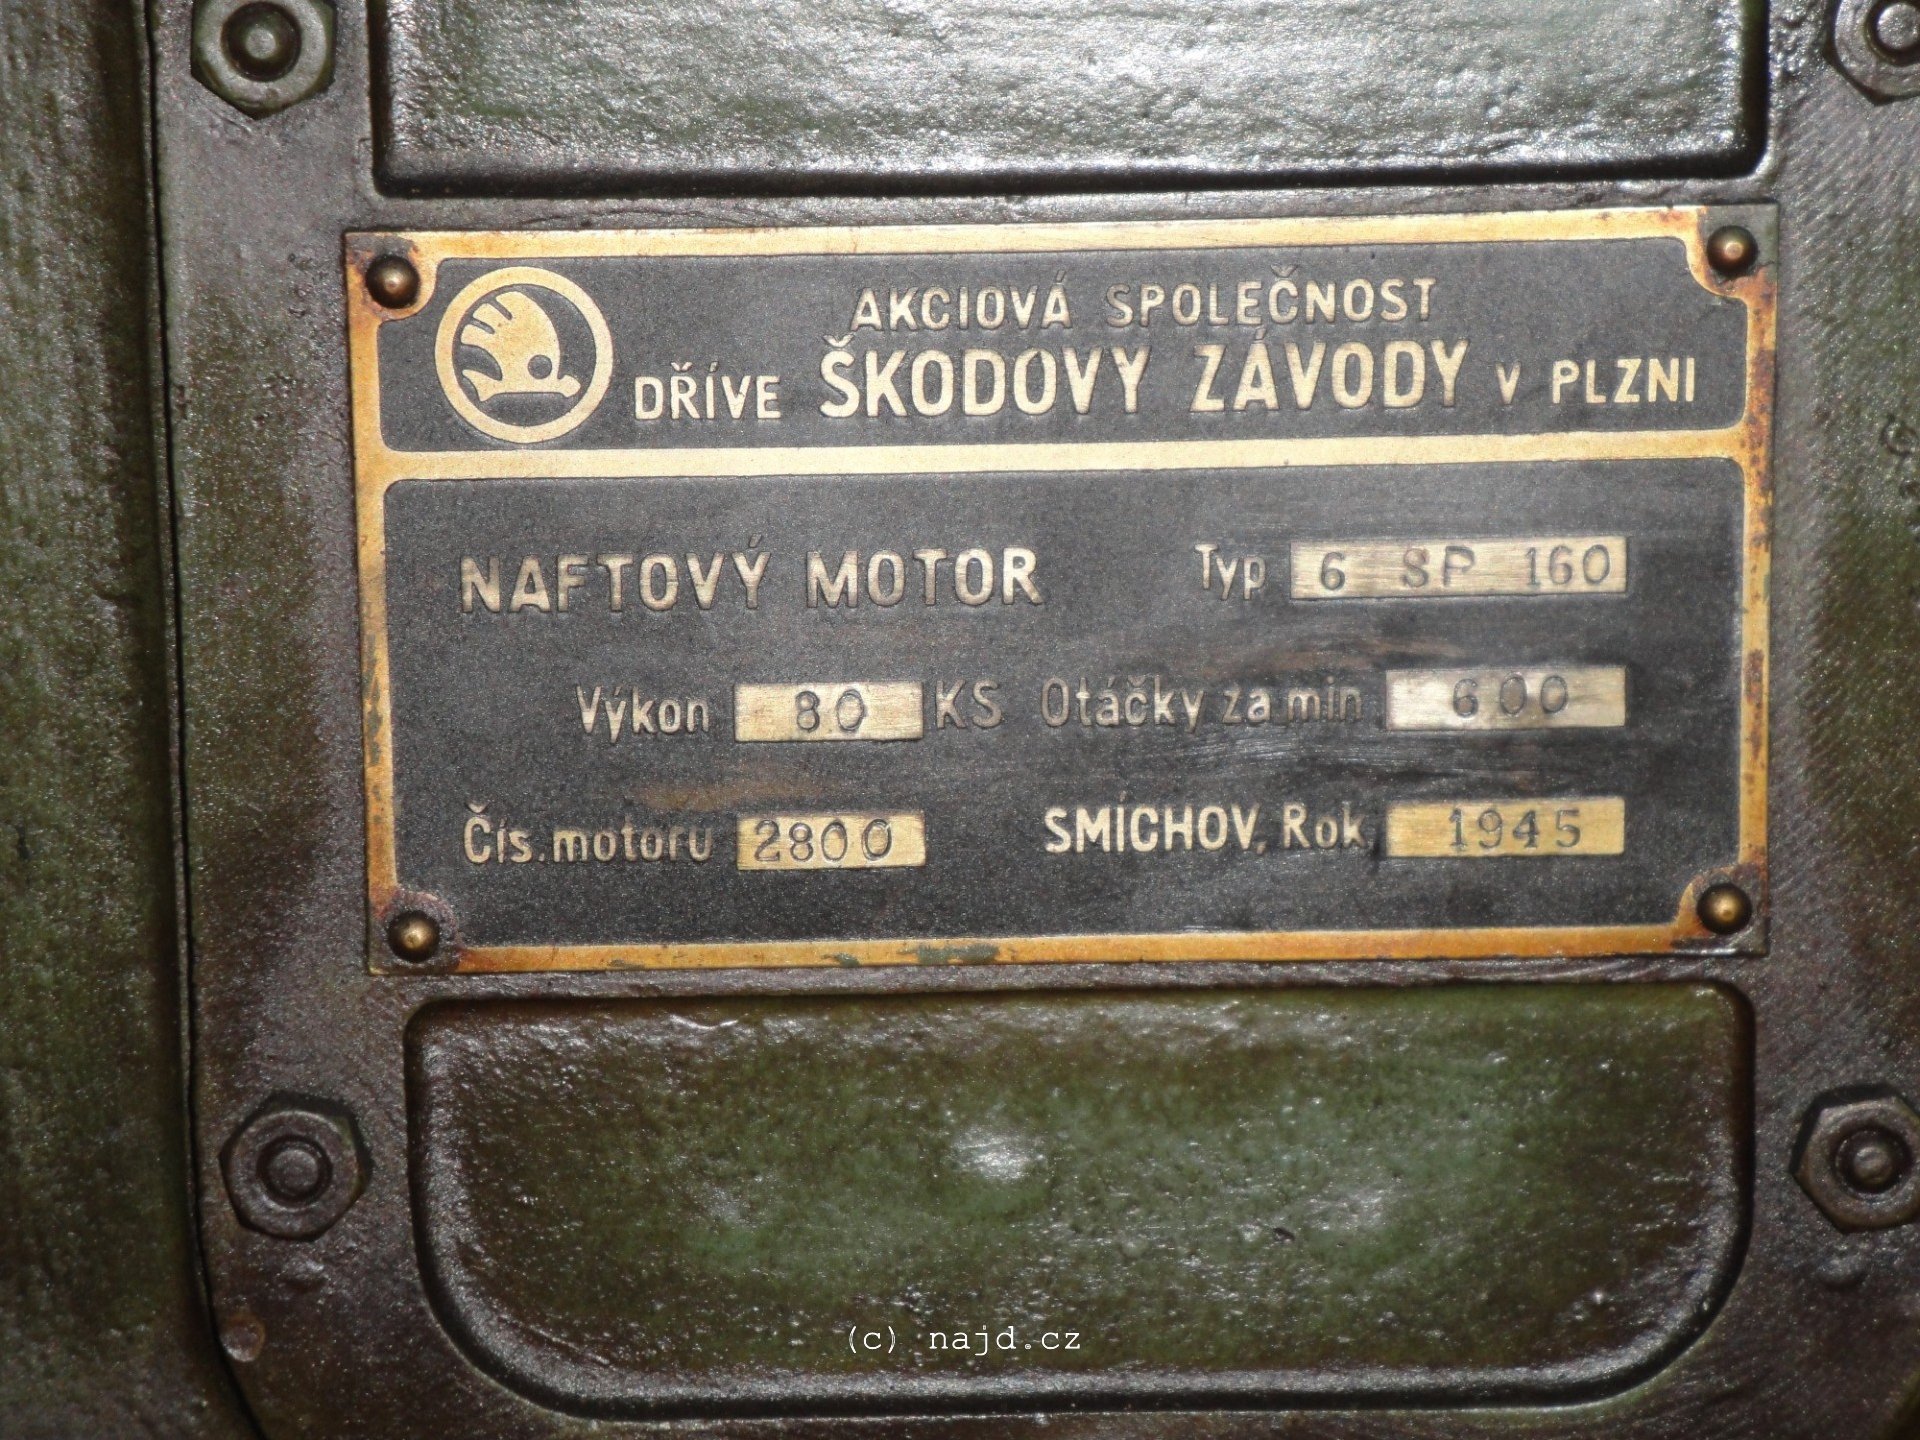 AKCIOVÁ SPOLEČNOST
DŘÍVE ŠKODOVY ZÁVODY V PLZNI
NAFTOVÝ MOTOR Typ 6 SP 160
Výkon 80 KS Otáčky za min 600
Čís. motoru 2800 SMÍCHOV, Rok 1945
(c) najd.cz